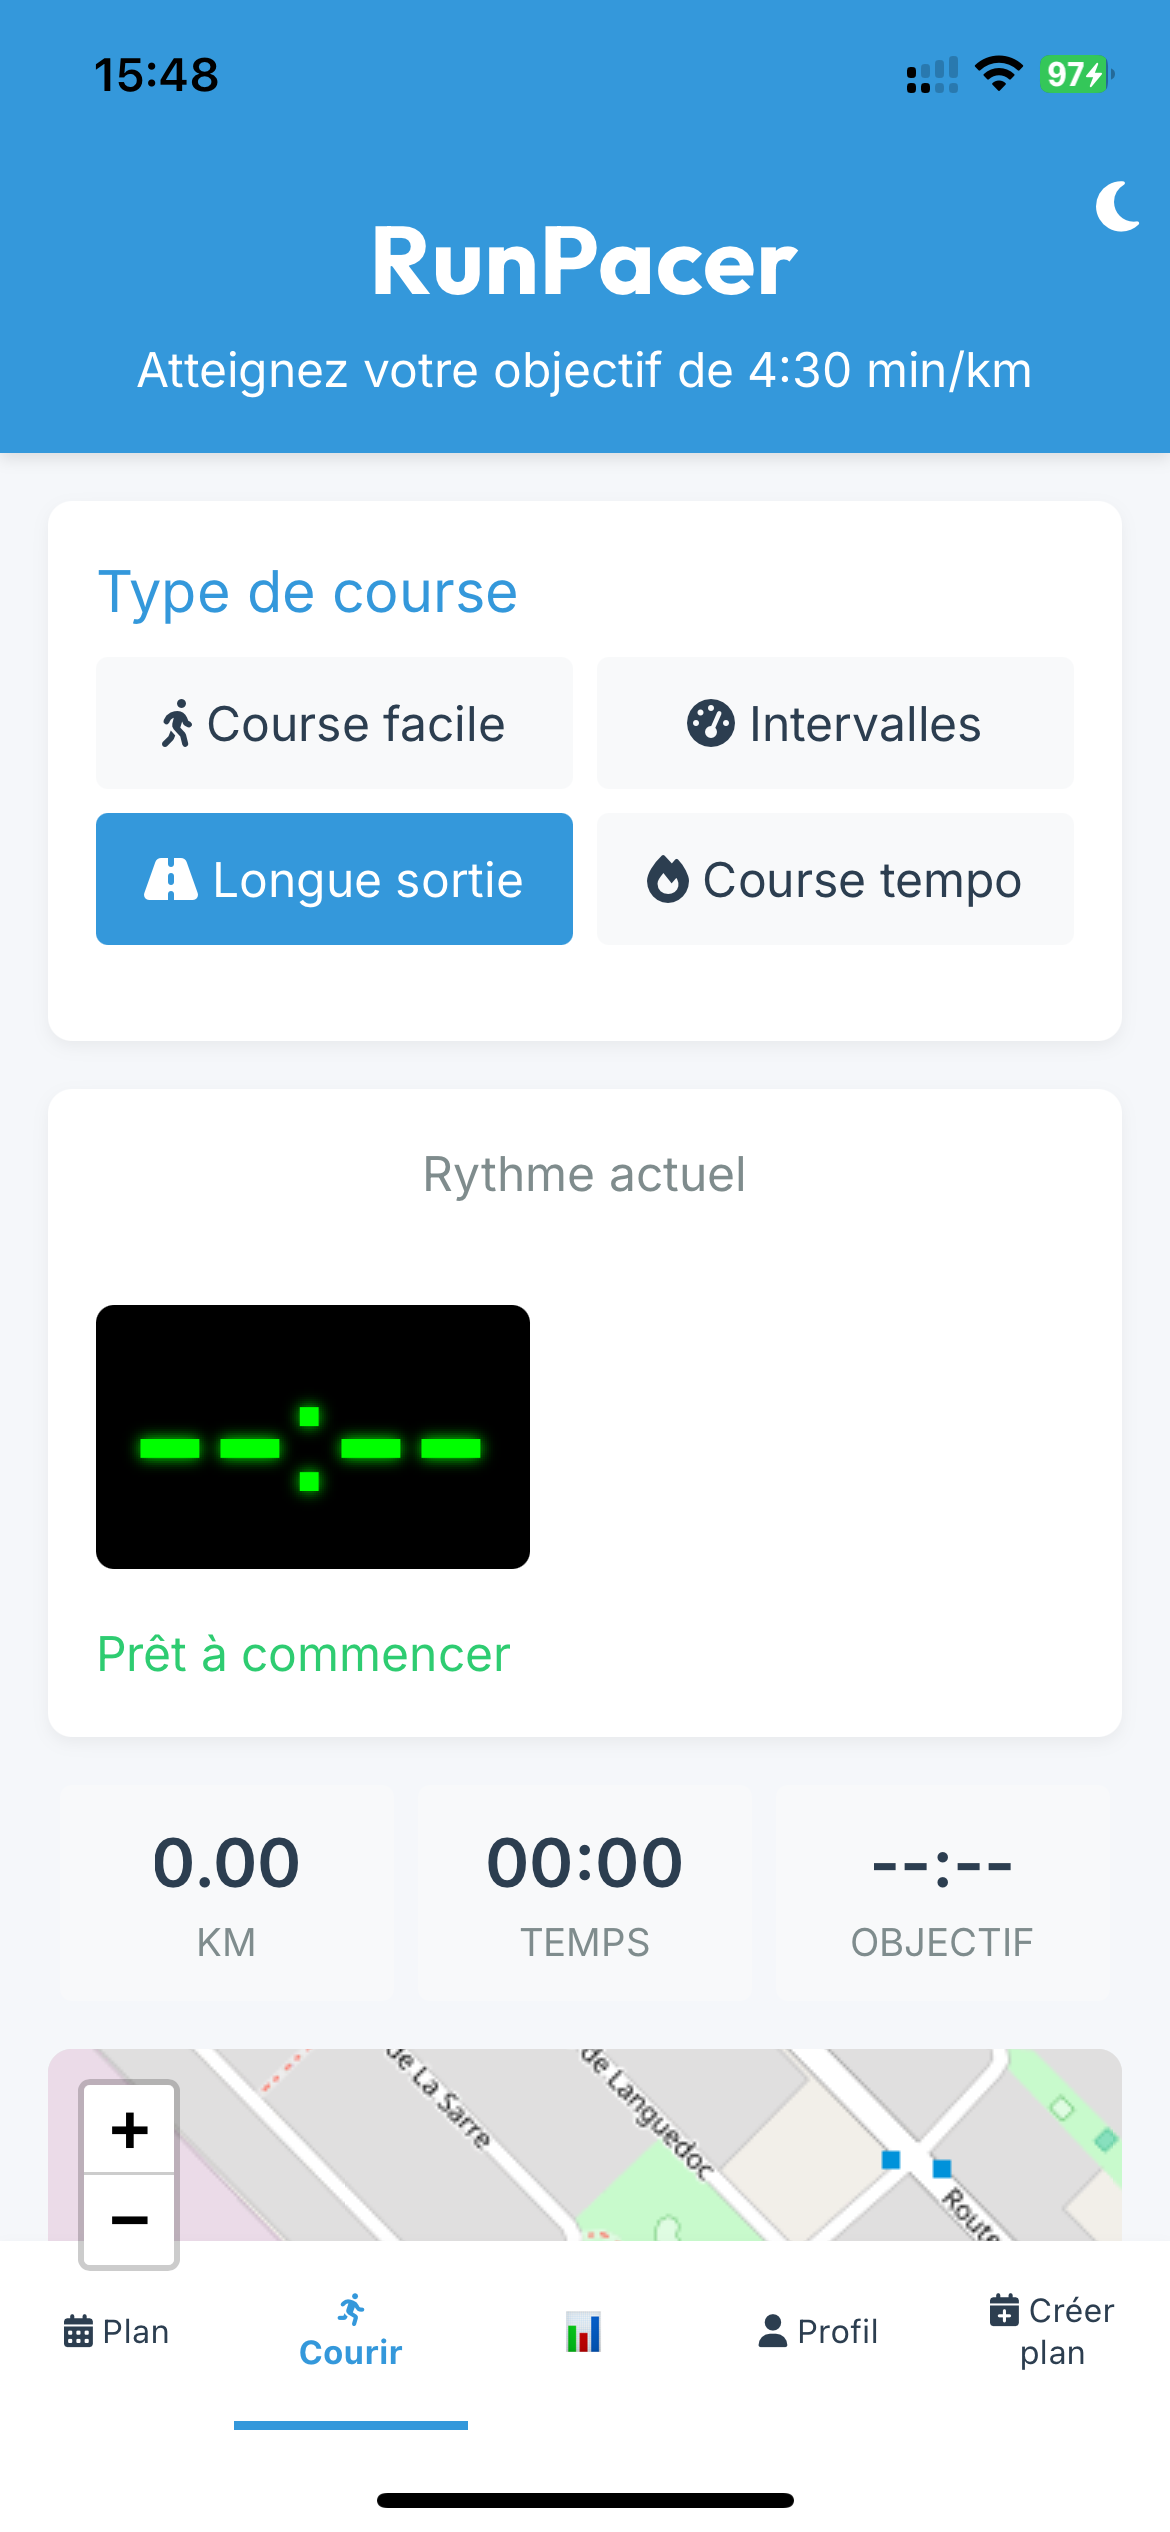 15:48
97
RunPacer
Atteignez votre objectif de 4:30 min/km
Type de course
Course facile
Intervalles
Longue sortie
Course tempo
Rythme actuel
--:--
Prêt à commencer
0.00
KM
00:00
TEMPS
--:--
OBJECTIF
de La Sarre
de Languedoc
Route
+
−
Plan
Courir
Profil
Créer
plan